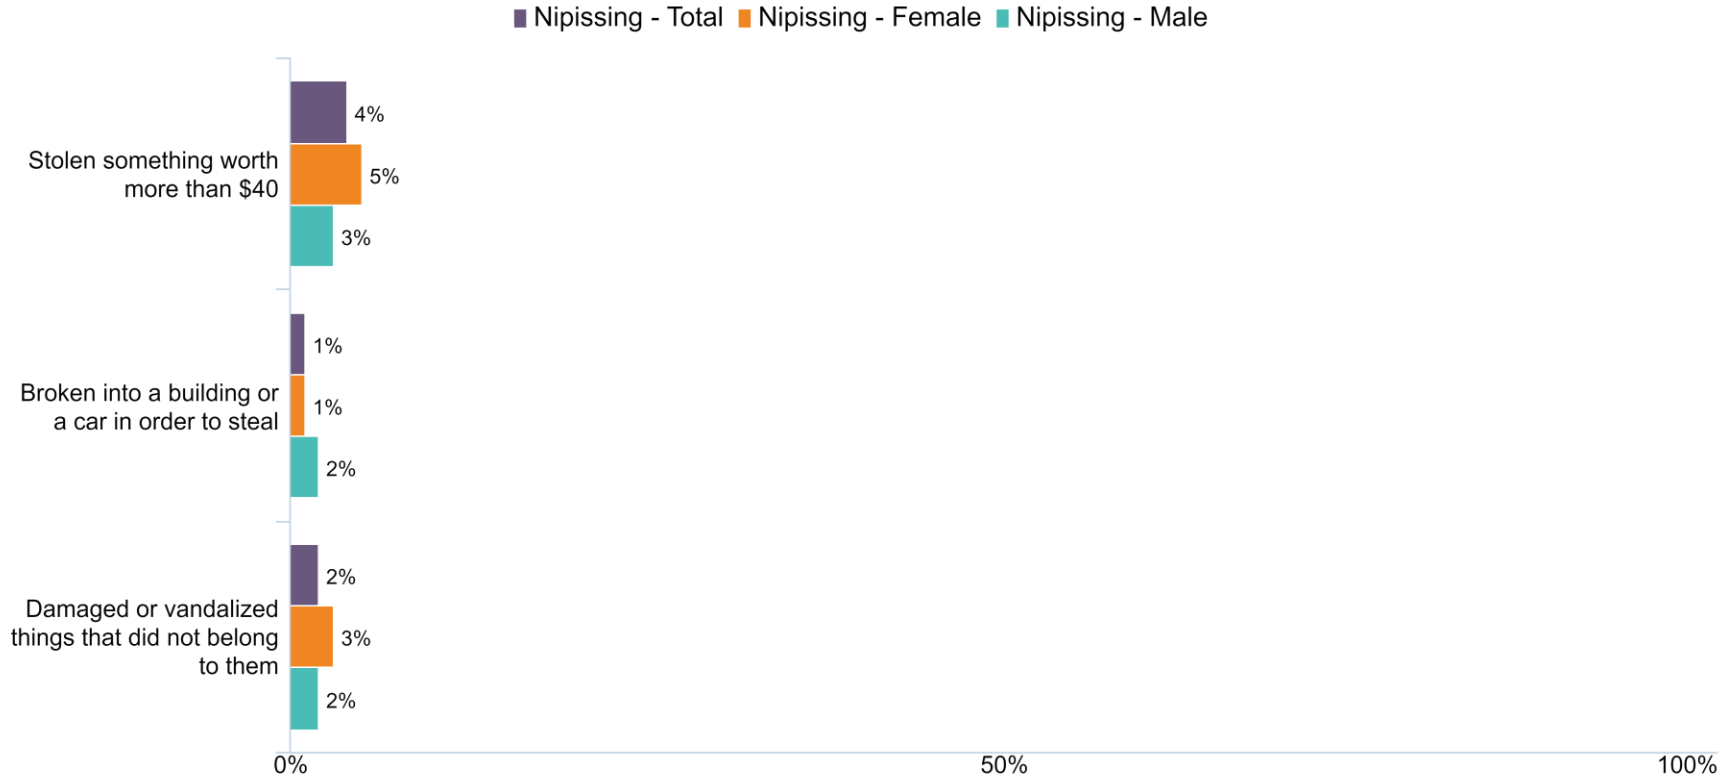 Nipissing - Total Nipissing - Female Nipissing - Male
Stolen something worth
more than $40
4%
5%
3%
Broken into a building or
a car in order to steal
1%
1%
2%
Damaged or vandalized
things that did not belong
to them
2%
3%
2%
0% 50% 100%